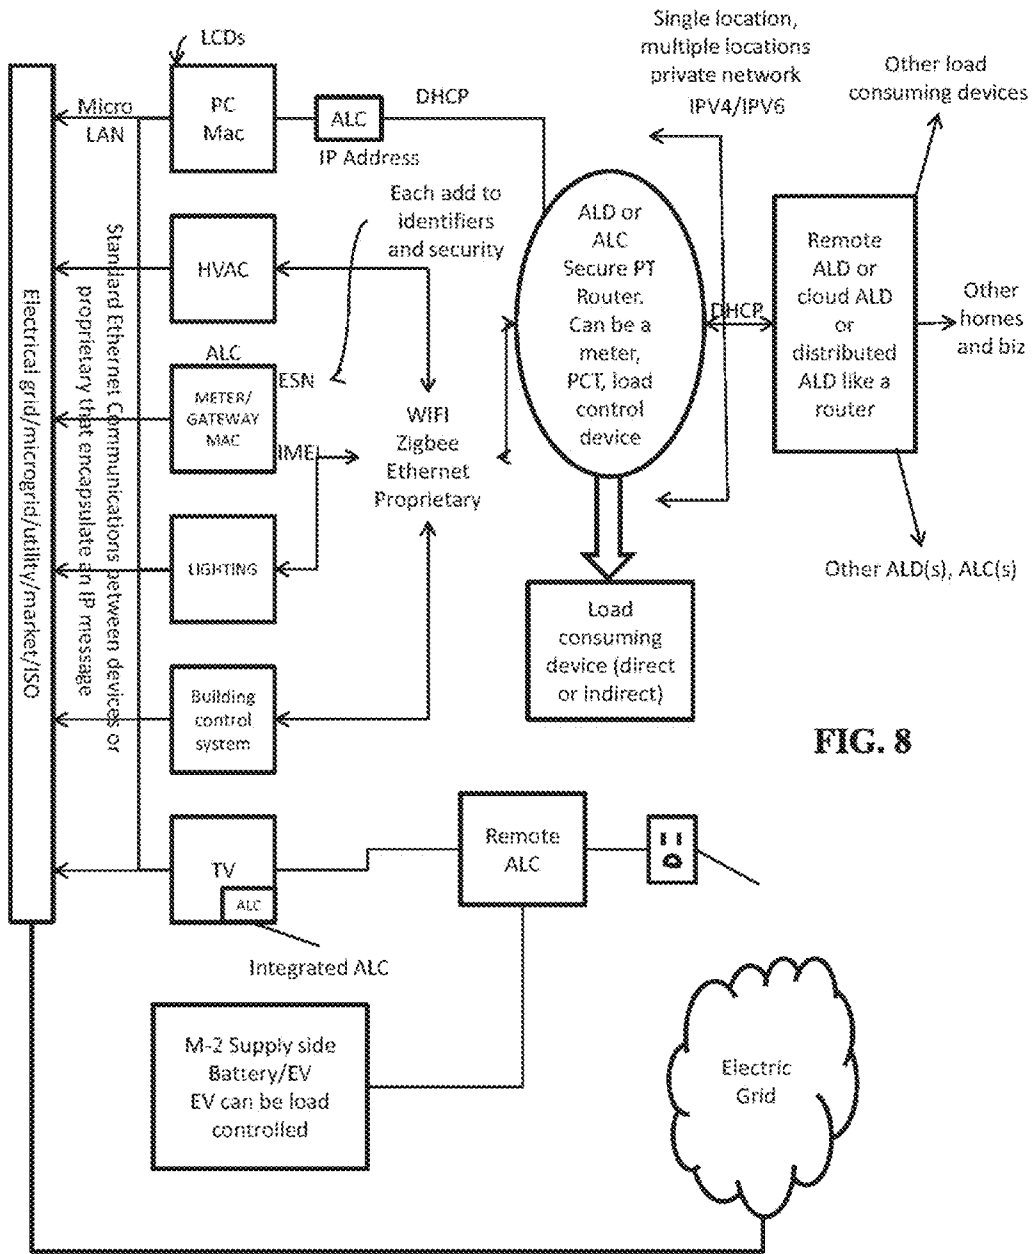 LCDs
Single location,
multiple locations
private network
IPV4/IPV6
Other load
consuming devices
Micro
LAN
PC
Mac
ALC
DHCP
IP Address
Each add to
identifiers
and security
HVAC
ALD or
ALC
Secure PT
Router.
Can be a
meter,
PCT, load
control
device
DHCP
Remote
ALD or
cloud ALD
or
distributed
ALD like a
router
Other
homes
and biz
ALC
ESN
METER/
GATEWAY
MAC
IMEI
WIFI
Zigbee
Ethernet
Proprietary
Electrical grid/microgrid/utility/market/ISO
Standard Ethernet Communications between devices or
proprietary that encapsulate an IP message
LIGHTING
Other ALD(s), ALC(s)
Load
consuming
device (direct
or indirect)
Building
control
system
FIG. 8
TV
ALC
Remote
ALC
Integrated ALC
M-2 Supply side
Battery/EV
EV can be load
controlled
Electric
Grid